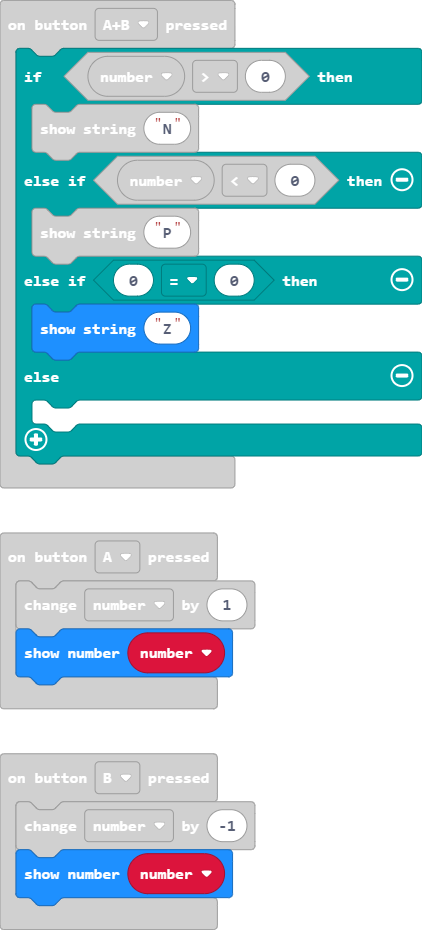 on button A+B pressed
if number > 0 then
show string "N"
else if number < 0 then
show string "P"
else if 0 = 0 then
show string "Z"
else
on button A pressed
change number by 1
show number number
on button B pressed
change number by -1
show number number